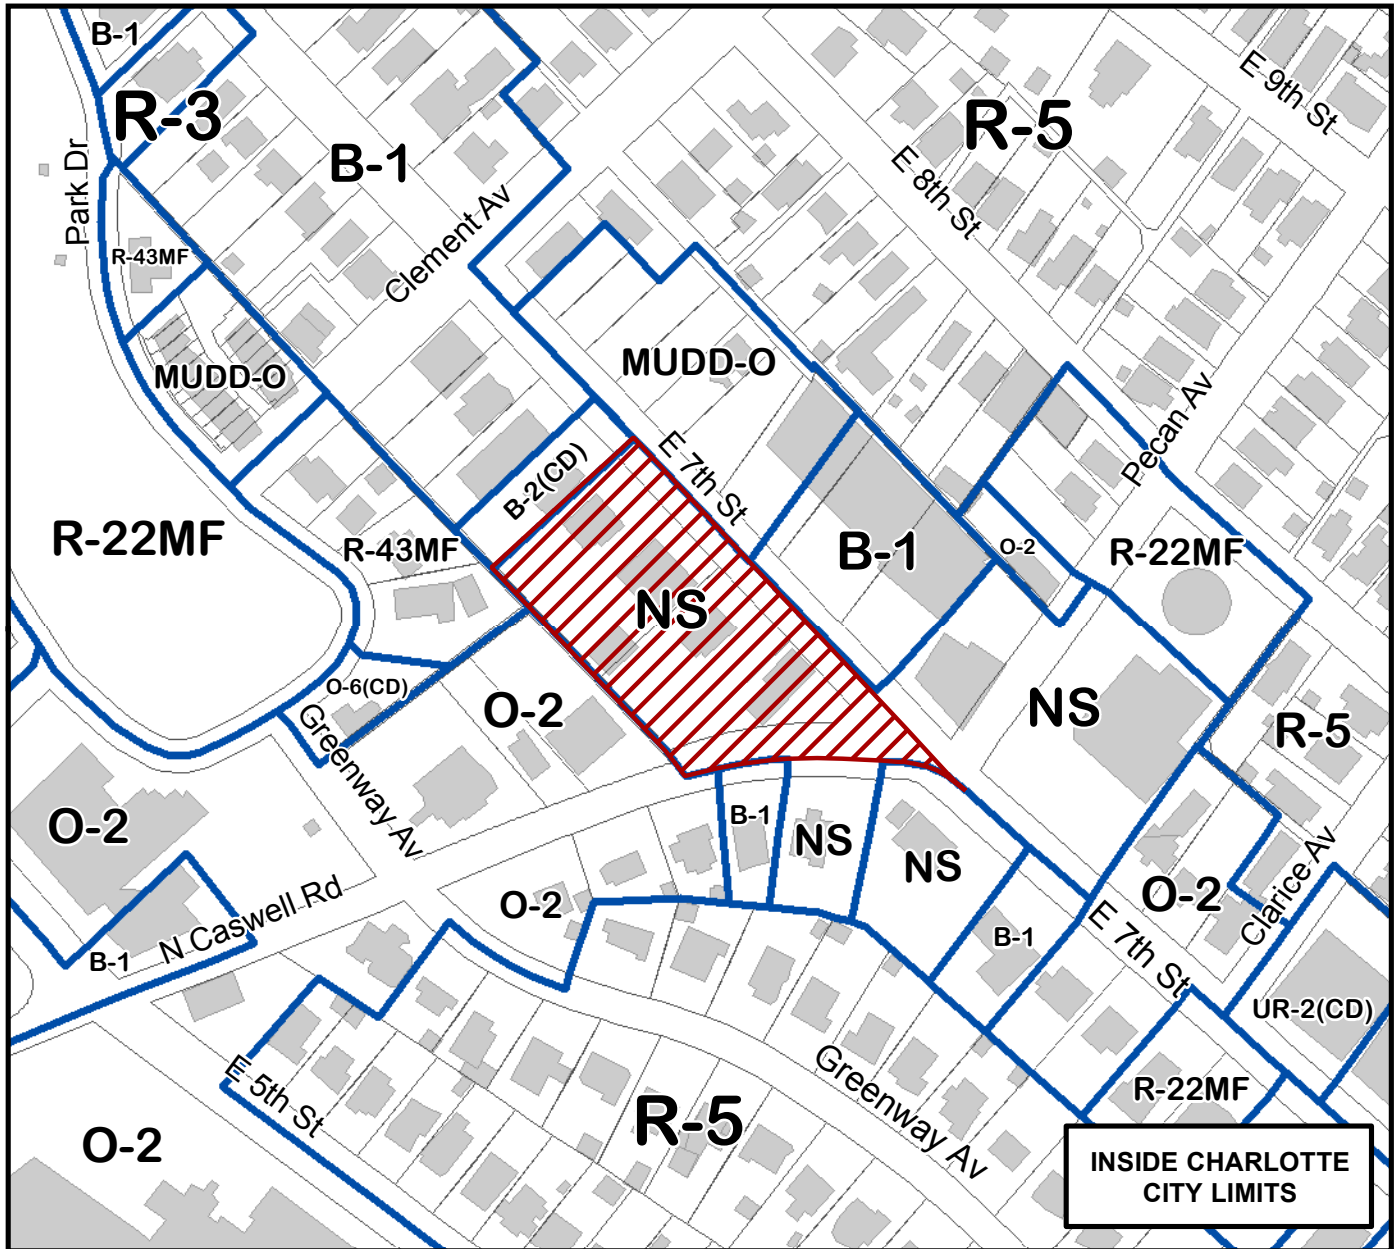 B-1
R-3
E 9th St
R-5
B-1
Park Dr
E 8th St
Clement Av
R-43MF
MUDD-O
MUDD-O
Pecan Av
E 7th St
B-2(CD)
R-22MF
R-43MF
B-1
O-2
R-22MF
NS
O-6(CD)
O-2
NS
R-5
Greenway Av
O-2
B-1
NS
NS
O-2
Clarice Av
O-2
N Caswell Rd
B-1
B-1
E 7th St
UR-2(CD)
E 5th St
Greenway Av
R-22MF
R-5
O-2
INSIDE CHARLOTTE
CITY LIMITS